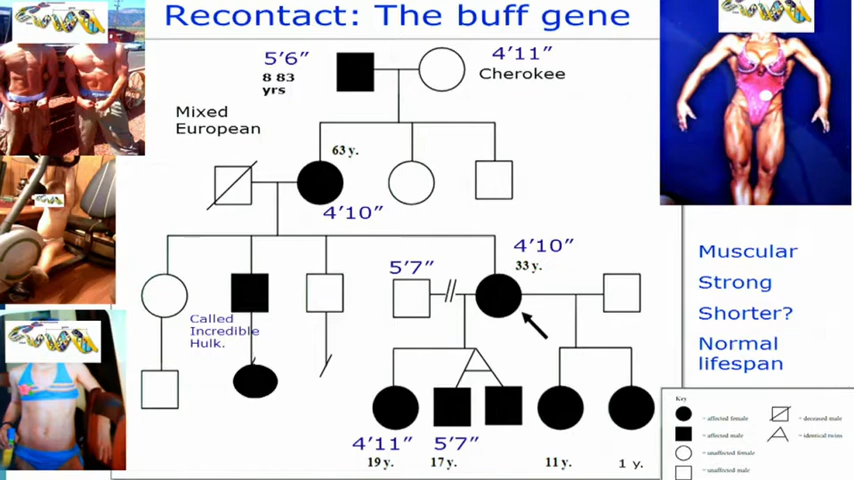 Recontact: The buff gene
5’6”
8 83
yrs
4’11”
Cherokee
Mixed
European
63 y.
4’10”
4’10”
33 y.
5’7”
Called
Incredible
Hulk.
4’11” 5’7”
19 y. 17 y. 11 y. 1 y.
Muscular
Strong
Shorter?
Normal
lifespan
Key
= affected female
= deceased male
= affected male
= identical twins
= unaffected female
= unaffected male